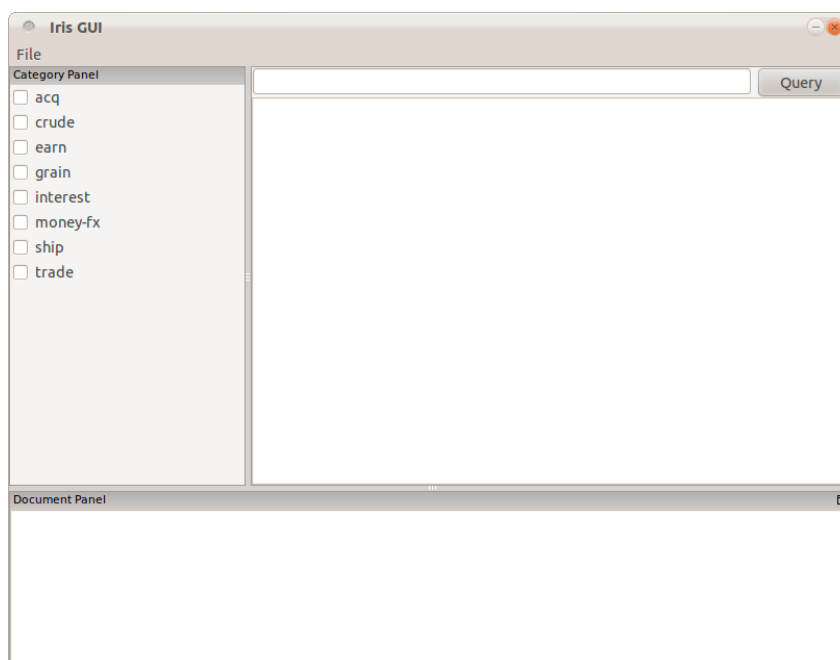 Iris GUI
File
Category Panel
Query
acq
crude
earn
grain
interest
money-fx
ship
trade
Document Panel